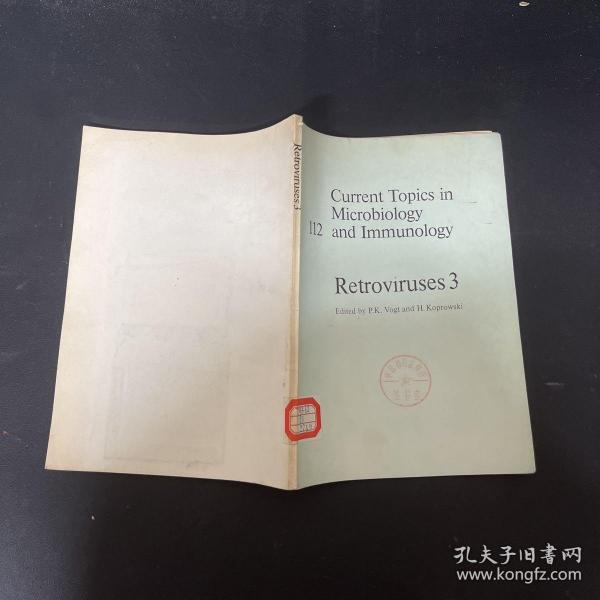 Retroviruses 3
Current Topics in
Microbiology
112 and Immunology
Retroviruses 3
Edited by P.K. Vogt and H. Koprowski
孔夫子旧书网
www.kongfz.com